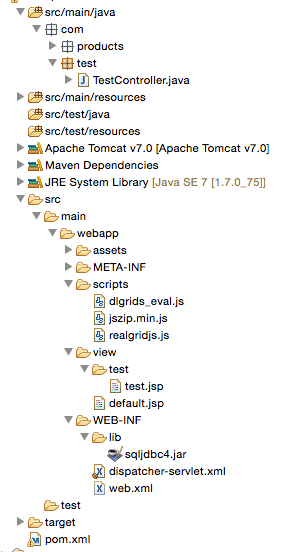 src/main/java
com
products
test
TestController.java
src/main/resources
src/test/java
src/test/resources
Apache Tomcat v7.0 [Apache Tomcat v7.0]
Maven Dependencies
JRE System Library [Java SE 7 [1.7.0_75]]
src
main
webapp
assets
META-INF
scripts
dlgrids_eval.js
jszip.min.js
realgridjs.js
view
test
test.jsp
default.jsp
WEB-INF
lib
sqljdbc4.jar
dispatcher-servlet.xml
web.xml
test
target
pom.xml